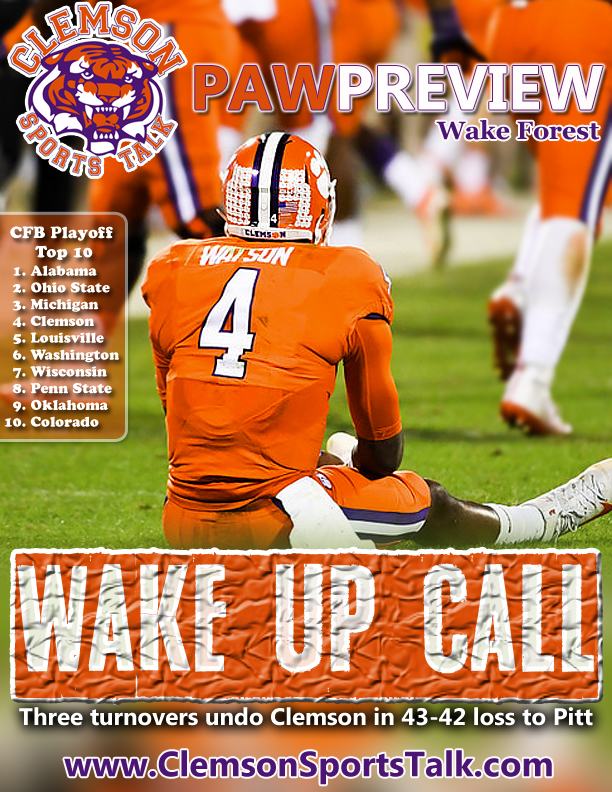 CLEMSON
SPORTS TALK
PAWPREVIEW
Wake Forest
CLEMSON
WATSON
4
CFB Playoff
Top 10
1. Alabama
2. Ohio State
3. Michigan
4. Clemson
5. Louisville
6. Washington
7. Wisconsin
8. Penn State
9. Oklahoma
10. Colorado
WAKE UP CALL
Three turnovers undo Clemson in 43-42 loss to Pitt
www.ClemsonSportsTalk.com